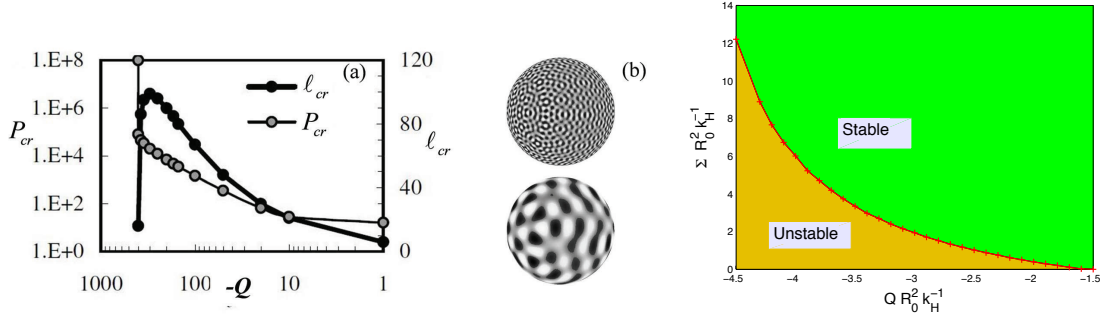 1.E+8
1.E+6
1.E+4
1.E+2
1.E+0
P_cr
120
80
40
0
ℓ_cr
(a)
ℓ_cr
P_cr
1000
100
10
1
-Q
(b)
14
12
10
8
6
4
2
0
Σ R_0^2 k_H^-1
Stable
Unstable
-4.5
-4
-3.5
-3
-2.5
-2
-1.5
Q R_0^2 k_H^-1